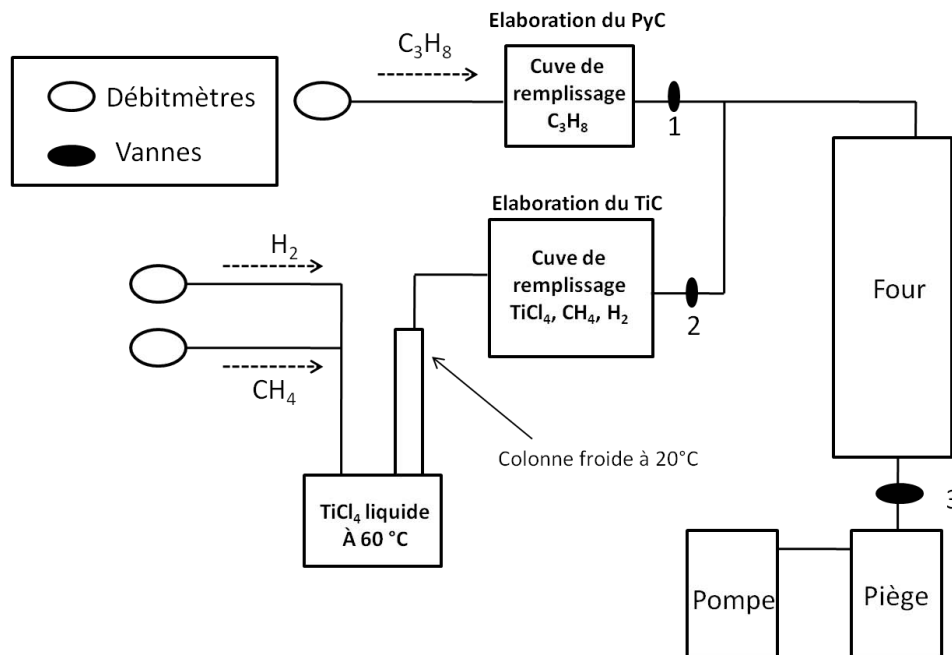 Elaboration du PyC
C₃H₈
Cuve de
remplissage
C₃H₈
1
Débitmètres
Vannes
Elaboration du TiC
Cuve de
remplissage
TiCl₄, CH₄, H₂
2
H₂
CH₄
Four
Colonne froide à 20°C
TiCl₄ liquide
À 60 °C
3
Pompe
Piège